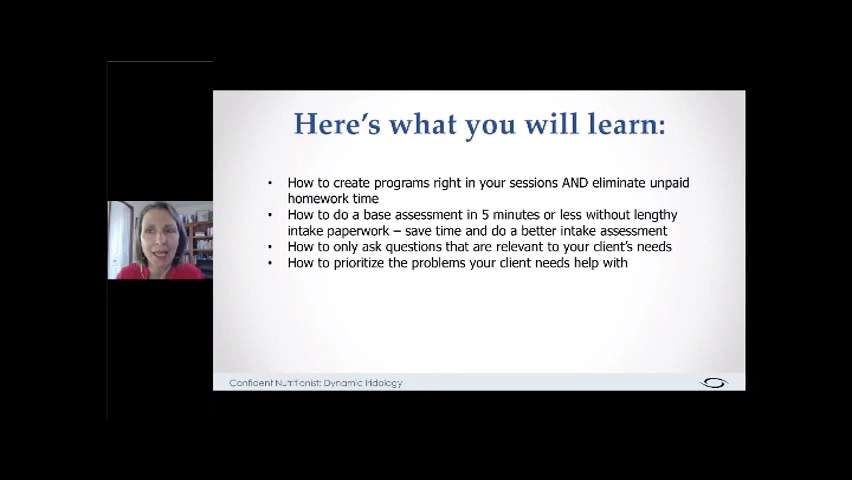 Here's what you will learn:
• How to create programs right in your sessions AND eliminate unpaid
homework time
• How to do a base assessment in 5 minutes or less without lengthy
intake paperwork – save time and do a better intake assessment
• How to only ask questions that are relevant to your client's needs
• How to prioritize the problems your client needs help with
Confident Nutritionist: Dynamic Iridology